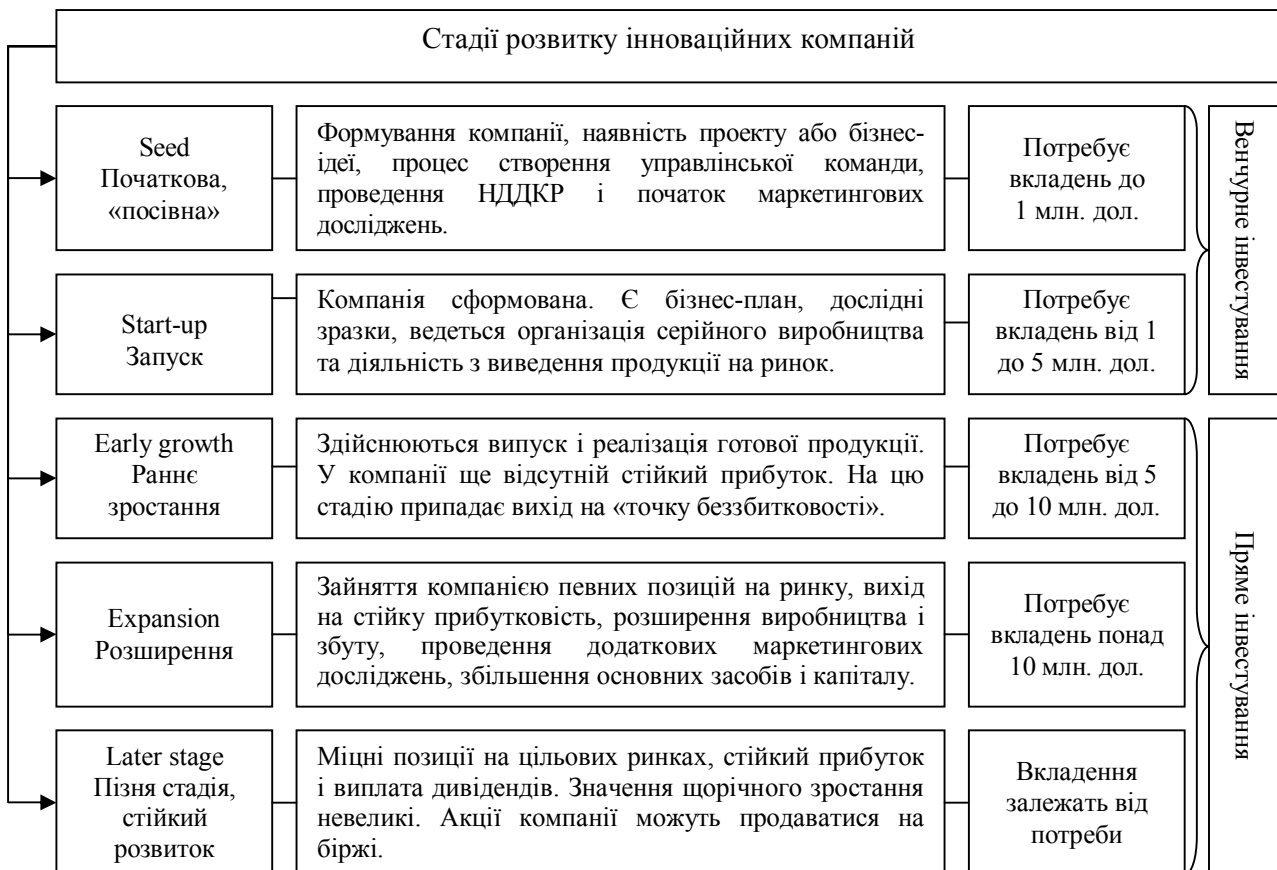 Стадії розвитку інноваційних компаній
Seed
Початкова,
«посівна»
Формування компанії, наявність проекту або бізнес-
ідеї, процес створення управлінської команди,
проведення НДДКР і початок маркетингових
досліджень.
Потребує
вкладень до
1 млн. дол.
Венчурне інвестування
Start-up
Запуск
Компанія сформована. Є бізнес-план, дослідні
зразки, ведеться організація серійного виробництва
та діяльність з виведення продукції на ринок.
Потребує
вкладень від 1
до 5 млн. дол.
Early growth
Раннє
зростання
Здійснюються випуск і реалізація готової продукції.
У компанії ще відсутній стійкий прибуток. На цю
стадію припадає вихід на «точку беззбитковості».
Потребує
вкладень від 5
до 10 млн. дол.
Пряме інвестування
Expansion
Розширення
Зайняття компанією певних позицій на ринку, вихід
на стійку прибутковість, розширення виробництва і
збуту, проведення додаткових маркетингових
досліджень, збільшення основних засобів і капіталу.
Потребує
вкладень понад
10 млн. дол.
Later stage
Пізня стадія,
стійкий
розвиток
Міцні позиції на цільових ринках, стійкий прибуток
і виплата дивідендів. Значення щорічного зростання
невеликі. Акції компанії можуть продаватися на
біржі.
Вкладення
залежать від
потреби